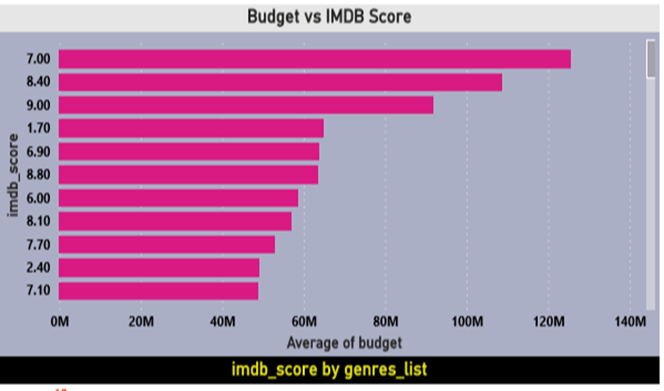 Budget vs IMDB Score
imdb_score
7.00
8.40
9.00
1.70
6.90
8.80
6.00
8.10
7.70
2.40
7.10
0M 20M 40M 60M 80M 100M 120M 140M
Average of budget
imdb_score by genres_list